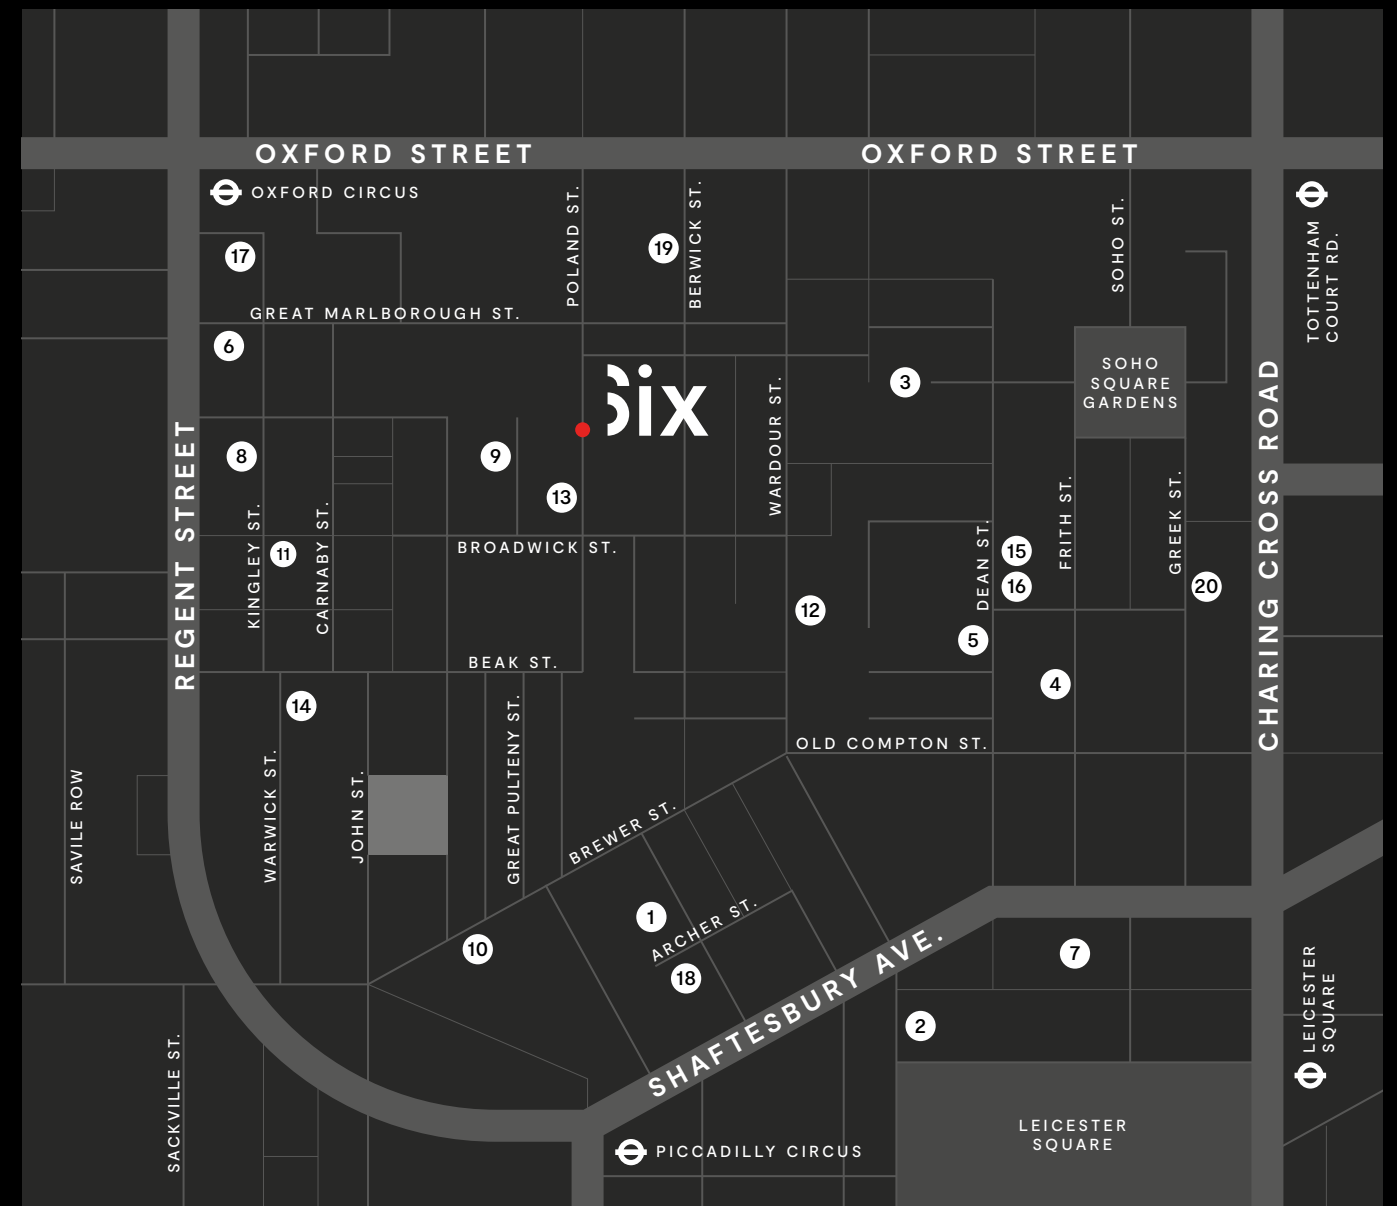 OXFORD STREET
OXFORD STREET
OXFORD CIRCUS
POLAND ST.
BERWICK ST.
SOHO ST.
TOTTENHAM
COURT RD.
17
19
GREAT MARLBOROUGH ST.
6
3
SOHO
SQUARE
GARDENS
Six
WARDOUR ST.
REGENT STREET
CHARING CROSS ROAD
8
9
13
KINGLEY ST.
11
CARNABY ST.
BROADWICK ST.
DEAN ST.
15
16
FRITH ST.
GREEK ST.
20
12
5
4
BEAK ST.
14
OLD COMPTON ST.
SAVILE ROW
WARWICK ST.
JOHN ST.
GREAT PULTENY ST.
BREWER ST.
1
ARCHER ST.
10
18
SHAFTESBURY AVE.
7
2
LEICESTER
SQUARE
SACKVILLE ST.
PICCADILLY CIRCUS
LEICESTER
SQUARE